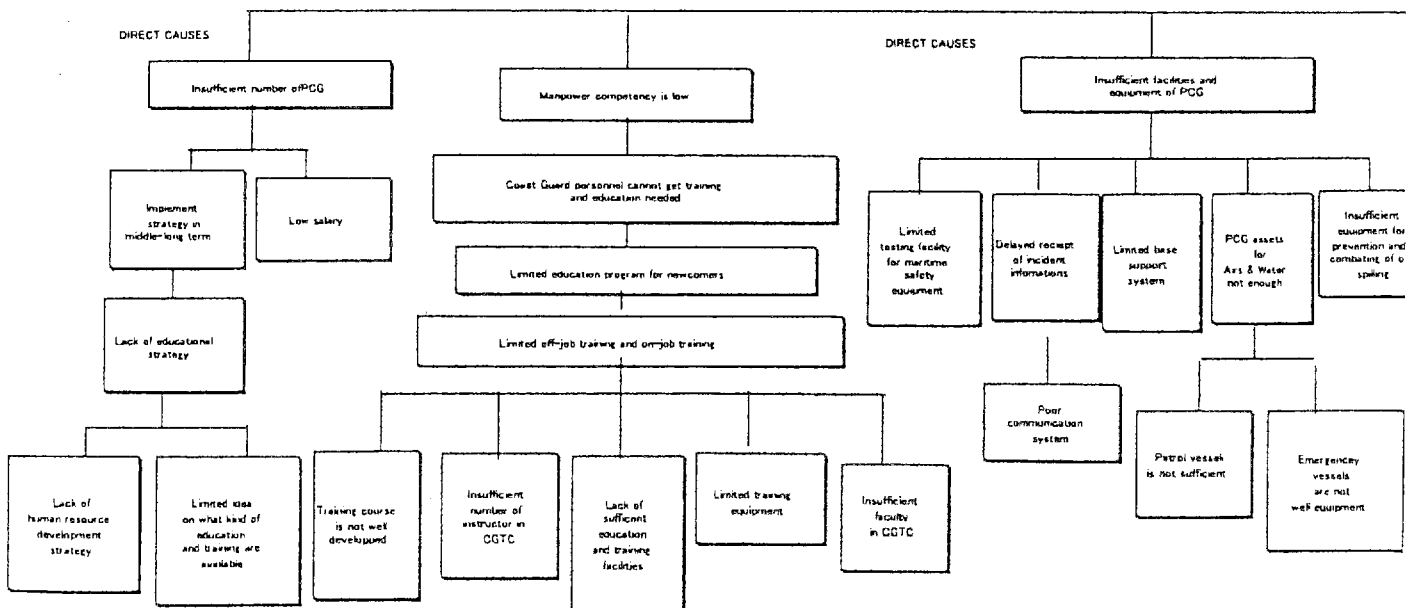 DIRECT CAUSES
DIRECT CAUSES
Insufficient number of PCG
Manpower competency is low
Insufficient facilities and
equipment of PCG
Coast Guard personnel cannot get training
and education needed
Implement
strategy in
middle-long term
Low salary
Limited
testing facility
for maritime
safety
equipment
Delayed receipt
of incident
informations
Limited base
support
system
PCG assets
for
Airs & Water
not enough
Insufficient
equipment for
prevention and
combating of o
spilling
Limited education program for newcomers
Lack of educational
strategy
Limited off-job training and on-job training
Poor
communication
system
Patrol vessel
is not sufficient
Emergency
vessels
are not
well equipment
Lack of
human resource
development
strategy
Limited idea
on what kind of
education
and training are
available
Training course
is not well
developped
Insufficient
number of
instructor in
CGTC
Lack of
sufficient
education
and training
facilities
Limited training
equipment
Insufficient
faculty
in CGTC